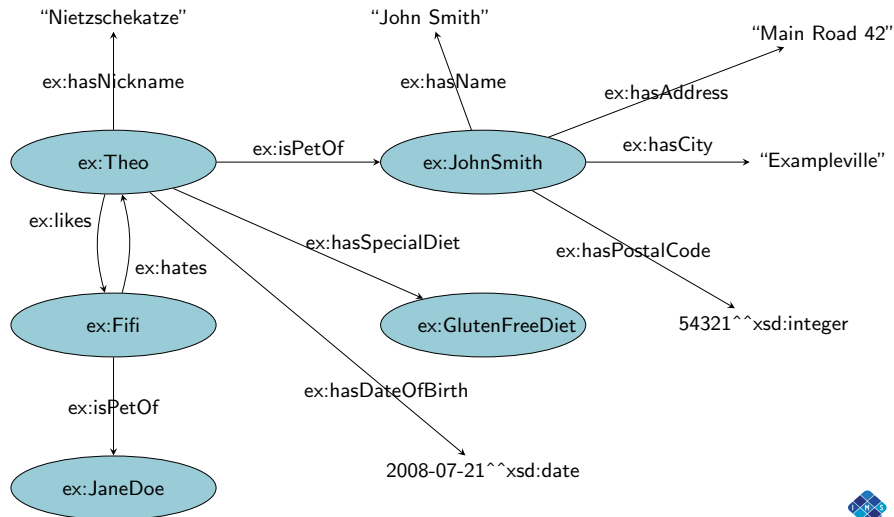 “Nietzschekatze”
“John Smith”
“Main Road 42”
ex:hasNickname
ex:hasName
ex:hasAddress
ex:Theo
ex:isPetOf
ex:JohnSmith
ex:hasCity
“Exampleville”
ex:likes
ex:hates
ex:hasSpecialDiet
ex:hasPostalCode
ex:Fifi
ex:GlutenFreeDiet
54321^^xsd:integer
ex:isPetOf
ex:hasDateOfBirth
2008-07-21^^xsd:date
ex:JaneDoe
I M S